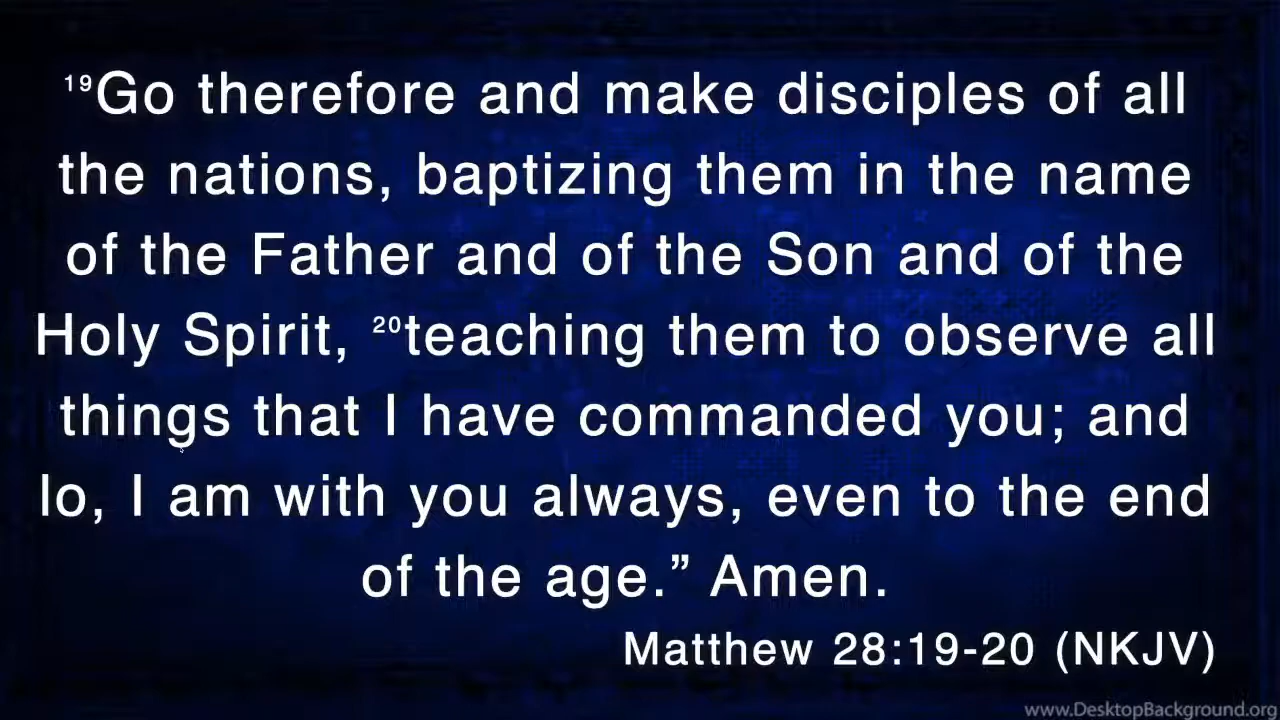 ¹⁹Go therefore and make disciples of all
the nations, baptizing them in the name
of the Father and of the Son and of the
Holy Spirit, ²⁰teaching them to observe all
things that I have commanded you; and
lo, I am with you always, even to the end
of the age.” Amen.
Matthew 28:19-20 (NKJV)
www.DesktopBackground.org